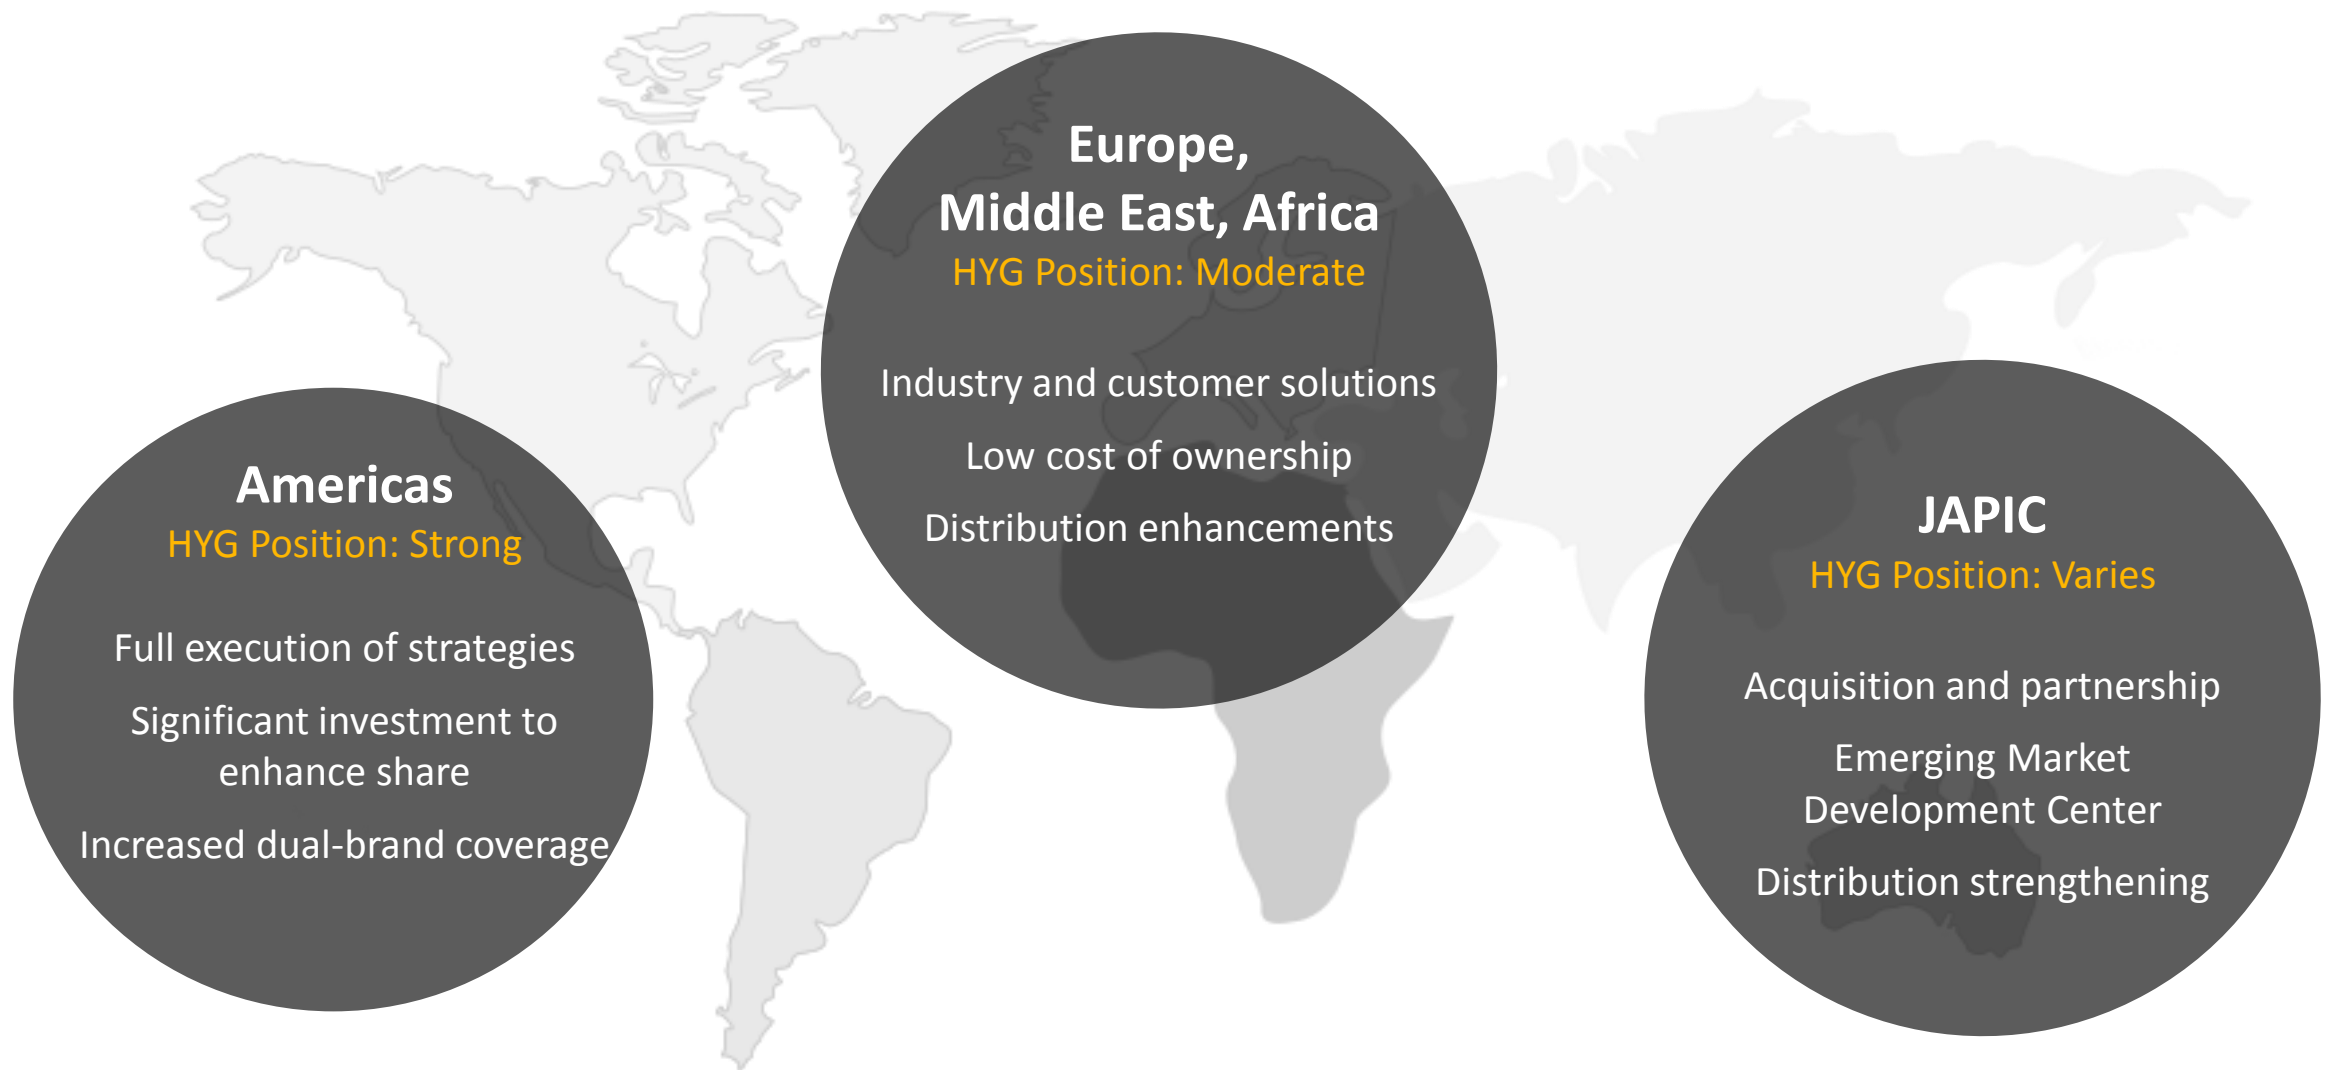 Europe,
Middle East, Africa
HYG Position: Moderate
Industry and customer solutions
Low cost of ownership
Distribution enhancements
Americas
HYG Position: Strong
Full execution of strategies
Significant investment to
enhance share
Increased dual-brand coverage
JAPIC
HYG Position: Varies
Acquisition and partnership
Emerging Market
Development Center
Distribution strengthening